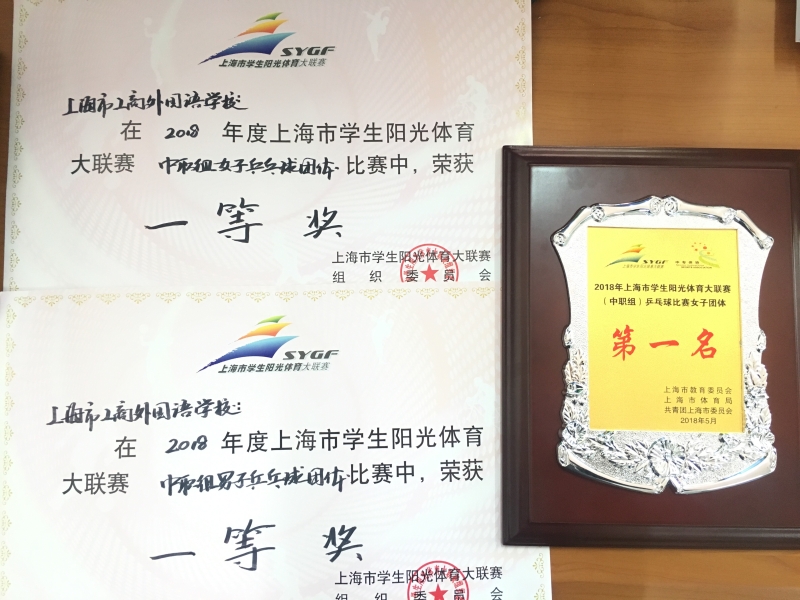 SYGF
上海市学生阳光体育大联赛
上海市工商外国语学校
在 2018 年度上海市学生阳光体育
大联赛 中职组女子乒乓球团体 比赛中，荣获
一等奖
上海市学生阳光体育大联赛
组织委员会
SYGF
上海市学生阳光体育大联赛
上海市工商外国语学校：
在 2018 年度上海市学生阳光体育
大联赛 中职组男子乒乓球团体 比赛中，荣获
一等奖
上海市学生阳光体育大联赛
组织委员会
SYGF
2018年上海市学生阳光体育大联赛
（中职组）乒乓球比赛女子团体
第一名
上海市教育委员会
上海市体育局
共青团上海市委员会
2018年5月